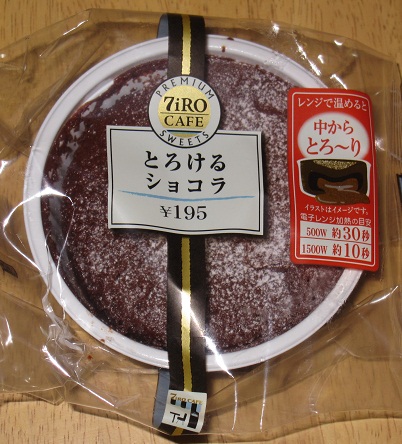 PREMIUM
7iRO
CAFE
SWEETS
とろける
ショコラ
¥195
レンジで温めると
中から
とろ〜り
イラストはイメージです。
電子レンジ加熱の目安
500W 約30秒
1500W 約10秒
7iRO CAFE